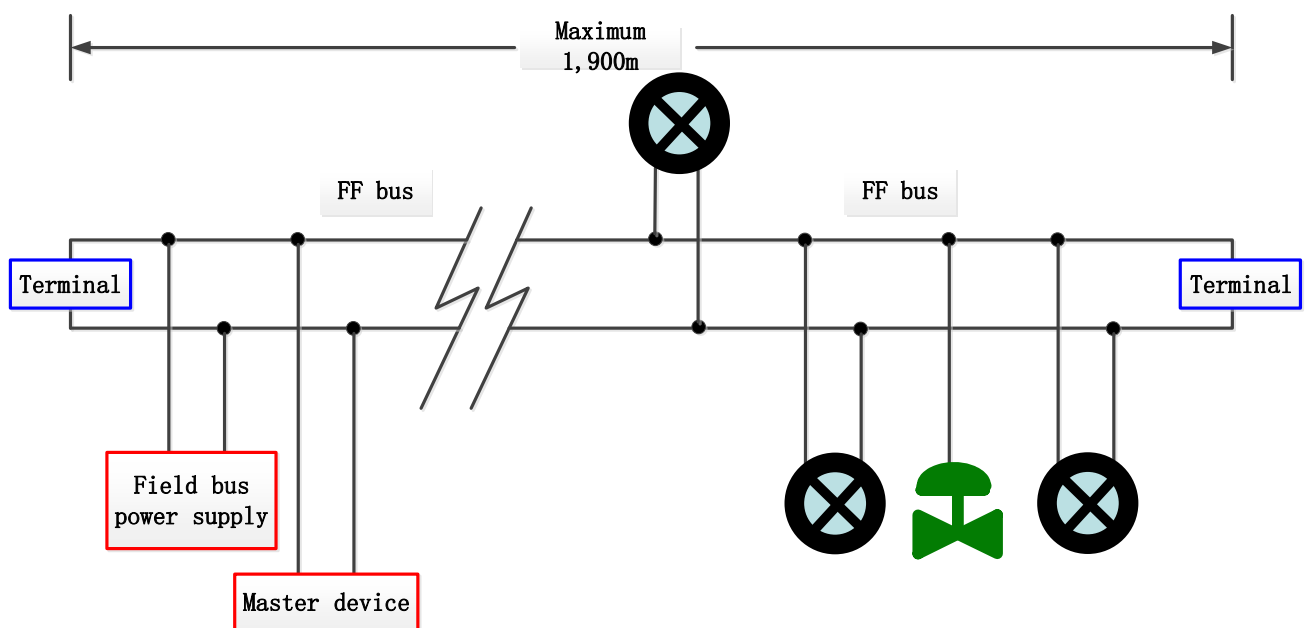 Maximum
1,900m
FF bus
FF bus
Terminal
Terminal
Field bus
power supply
Master device